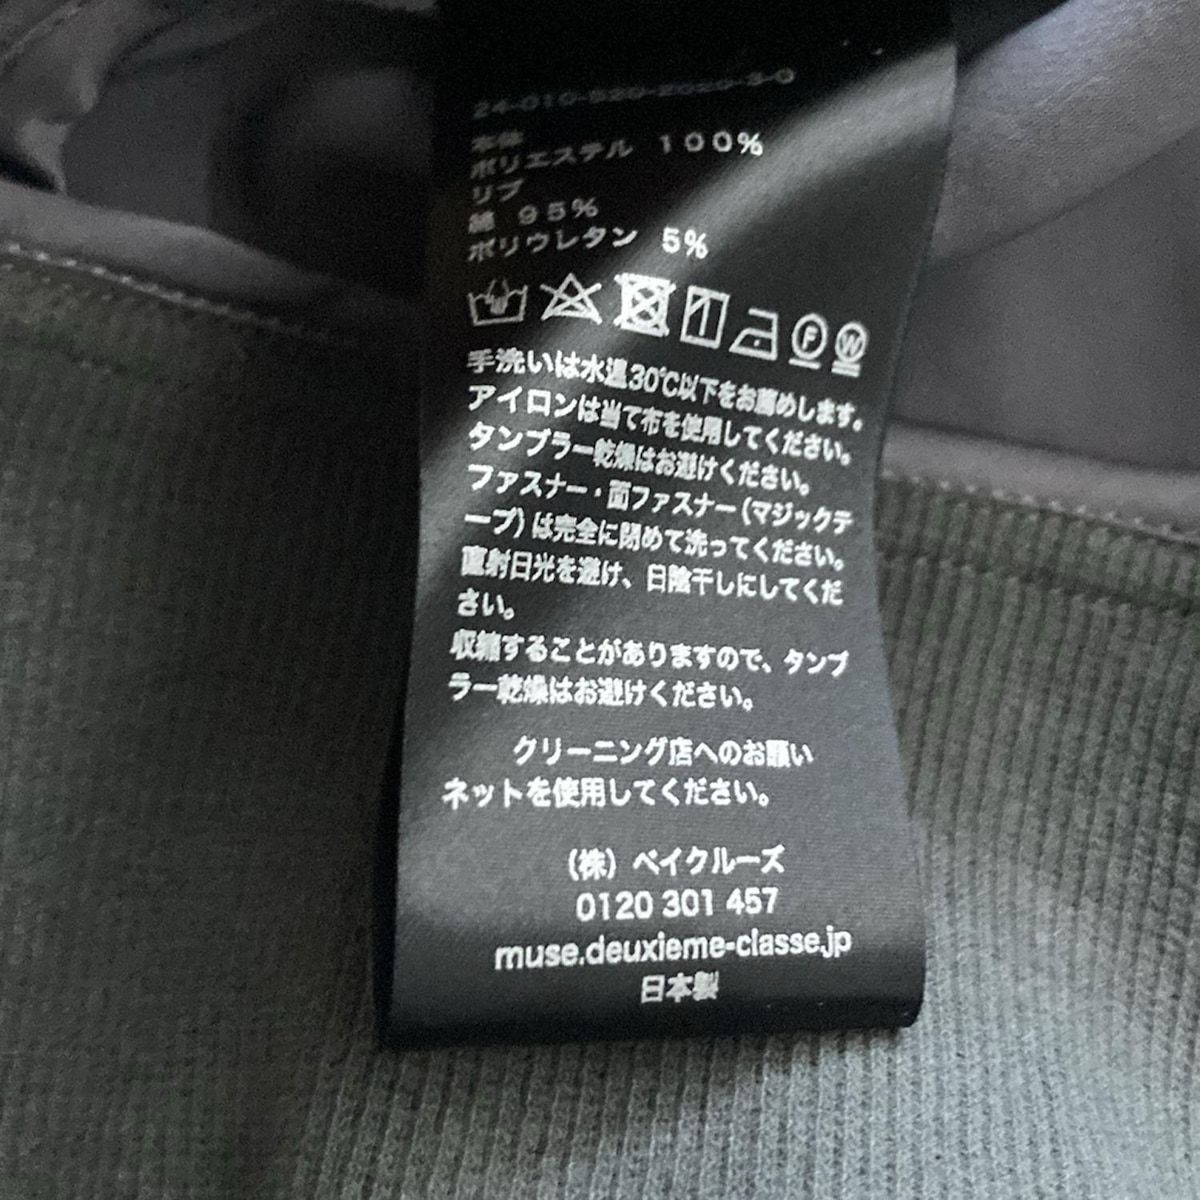 24-010-520-2020-3-0
本体
ポリエステル 100%
リブ
綿 95%
ポリウレタン 5%
F W
手洗いは水温30℃以下をお薦めします。
アイロンは当て布を使用してください。
タンブラー乾燥はお避けください。
ファスナー・面ファスナー(マジックテ
ープ)は完全に閉めて洗ってください。
直射日光を避け、日陰干しにしてくだ
さい。
収縮することがありますので、タンブ
ラー乾燥はお避けください。
クリーニング店へのお願い
ネットを使用してください。
(株) ベイクルーズ
0120 301 457
muse.deuxieme-classe.jp
日本製